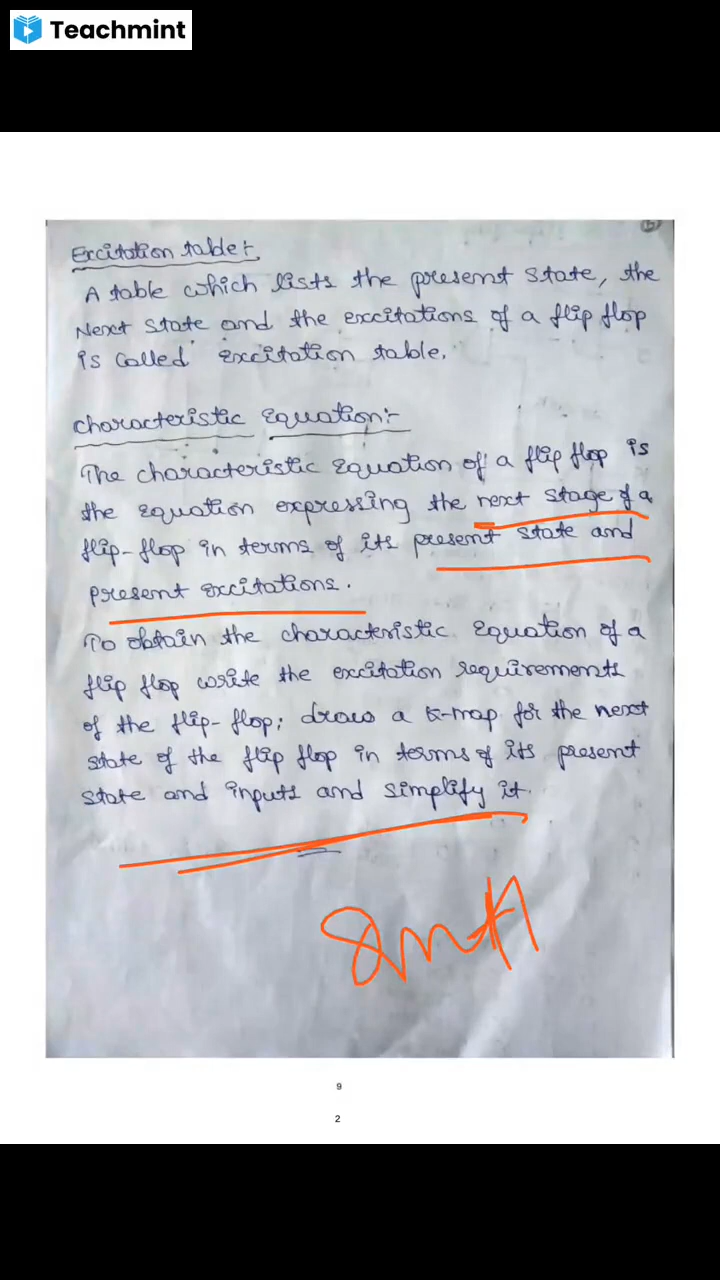 Teachmint
Excitation table:-
A table which lists the present state, the
Next state and the excitations of a flip flop
is called excitation table.
characteristic Equation:-
The characteristic Equation of a flip flop is
the Equation expressing the next stage of a
flip-flop in terms of its present state and
present excitations.
To obtain the characteristic Equation of a
flip flop write the excitation requirements
of the flip-flop; draw a K-map for the next
state of the flip flop in terms of its present
state and inputs and simplify it.
9
2